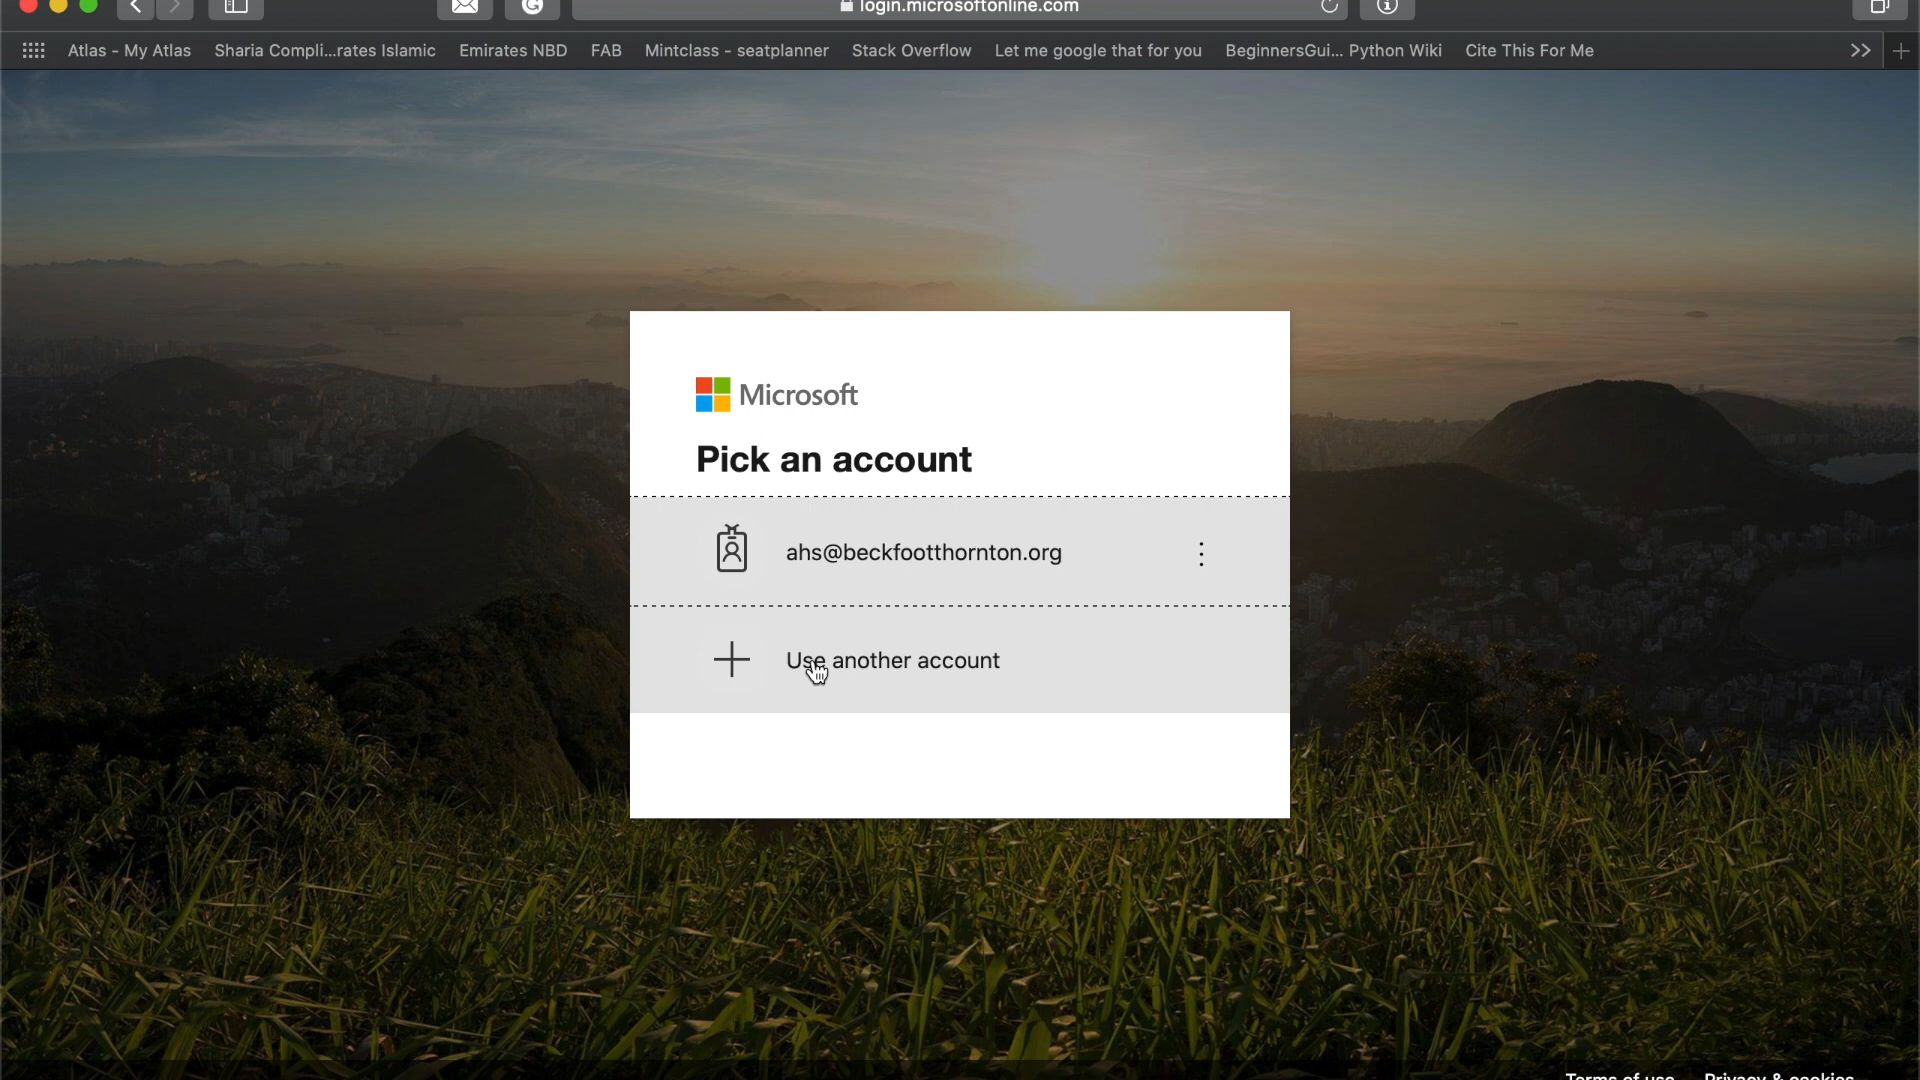 login.microsoftonline.com
Atlas - My Atlas Sharia Compli...rates Islamic Emirates NBD FAB Mintclass - seatplanner Stack Overflow Let me google that for you BeginnersGui... Python Wiki Cite This For Me
Microsoft
Pick an account
ahs@beckfootthornton.org
Use another account
Terms of use Privacy & cookies